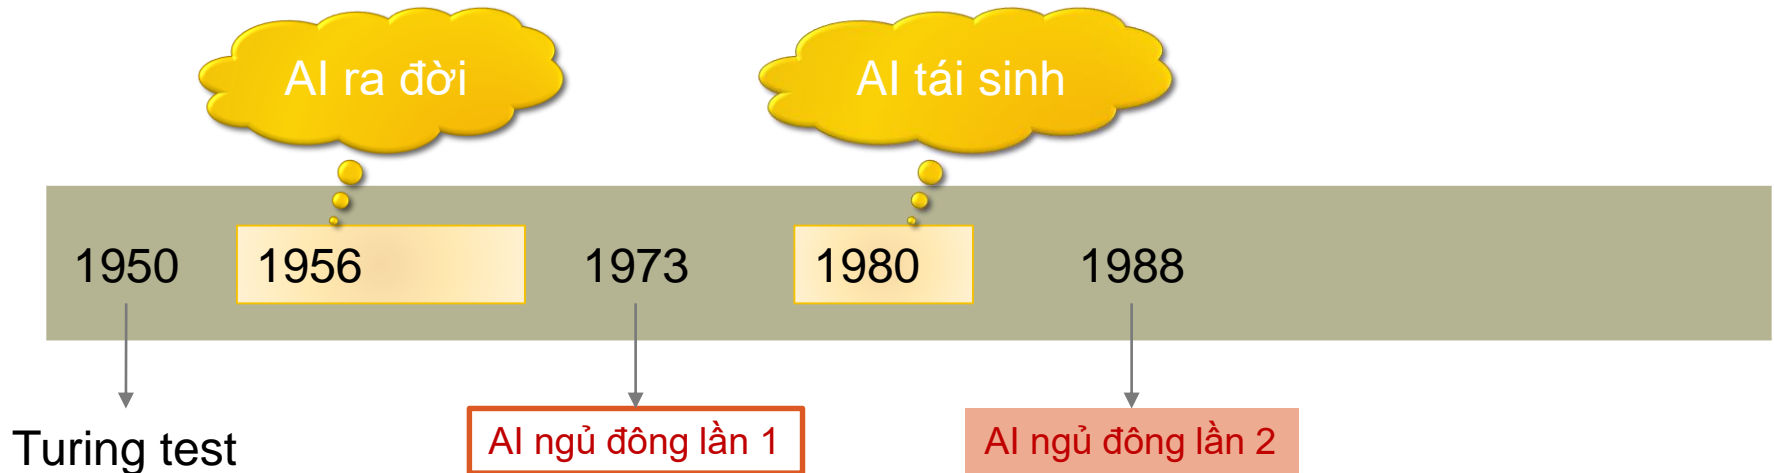 AI ra đời
AI tái sinh
1950
1956
1973
1980
1988
Turing test
AI ngủ đông lần 1
AI ngủ đông lần 2